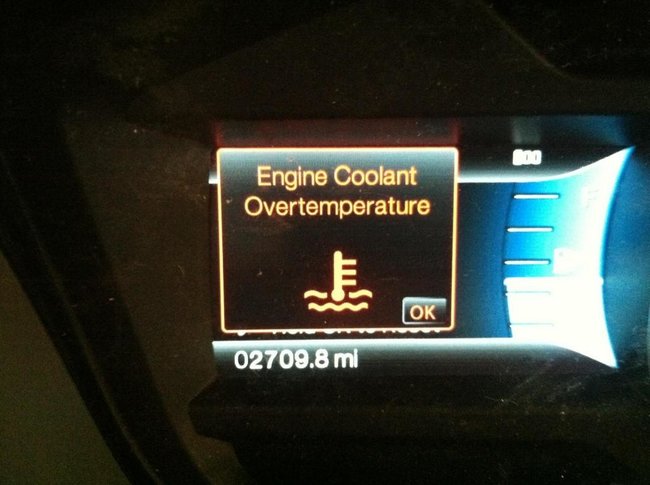 Engine Coolant
Overtemperature
OK
02709.8 mi